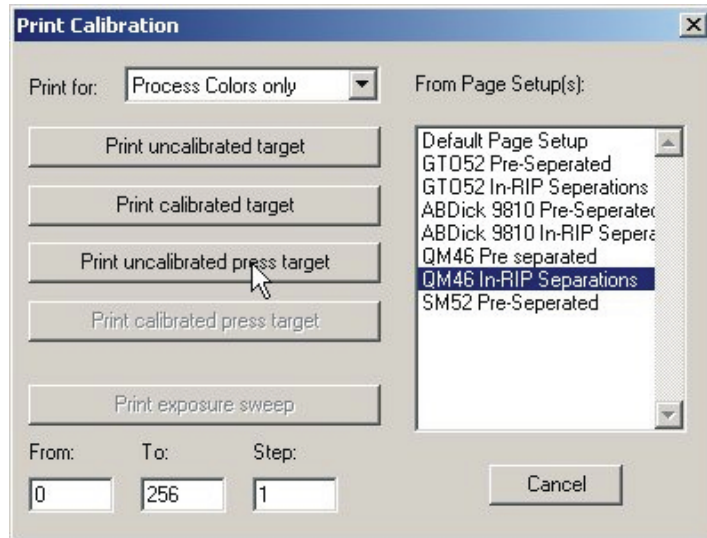 Print Calibration
Print for:
Process Colors only
Print uncalibrated target
Print calibrated target
Print uncalibrated press target
Print calibrated press target
Print exposure sweep
From:
To:
Step:
0
256
1
From Page Setup(s):
Default Page Setup
GTO52 Pre-Seperated
GTO52 In-RIP Seperations
ABDick 9810 Pre-Seperated
ABDick 9810 In-RIP Sepera
QM46 Pre separated
QM46 In-RIP Separations
SM52 Pre-Seperated
Cancel